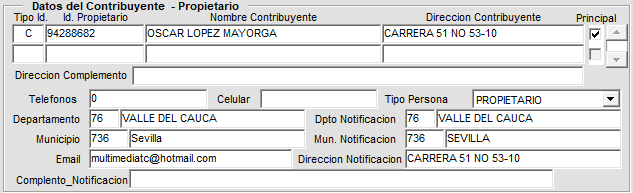 Datos del Contribuyente - Propietario
Tipo Id. Id. Propietario Nombre Contribuyente Direccion Contribuyente Principal
C 94288682 OSCAR LOPEZ MAYORGA CARRERA 51 NO 53-10
Direccion Complemento
Telefonos 0 Celular Tipo Persona PROPIETARIO
Departamento 76 VALLE DEL CAUCA Dpto Notificacion 76 VALLE DEL CAUCA
Municipio 736 Sevilla Mun. Notificacion 736 SEVILLA
Email multimediatc@hotmail.com Direccion Notificacion CARRERA 51 NO 53-10
Complento_Notificacion